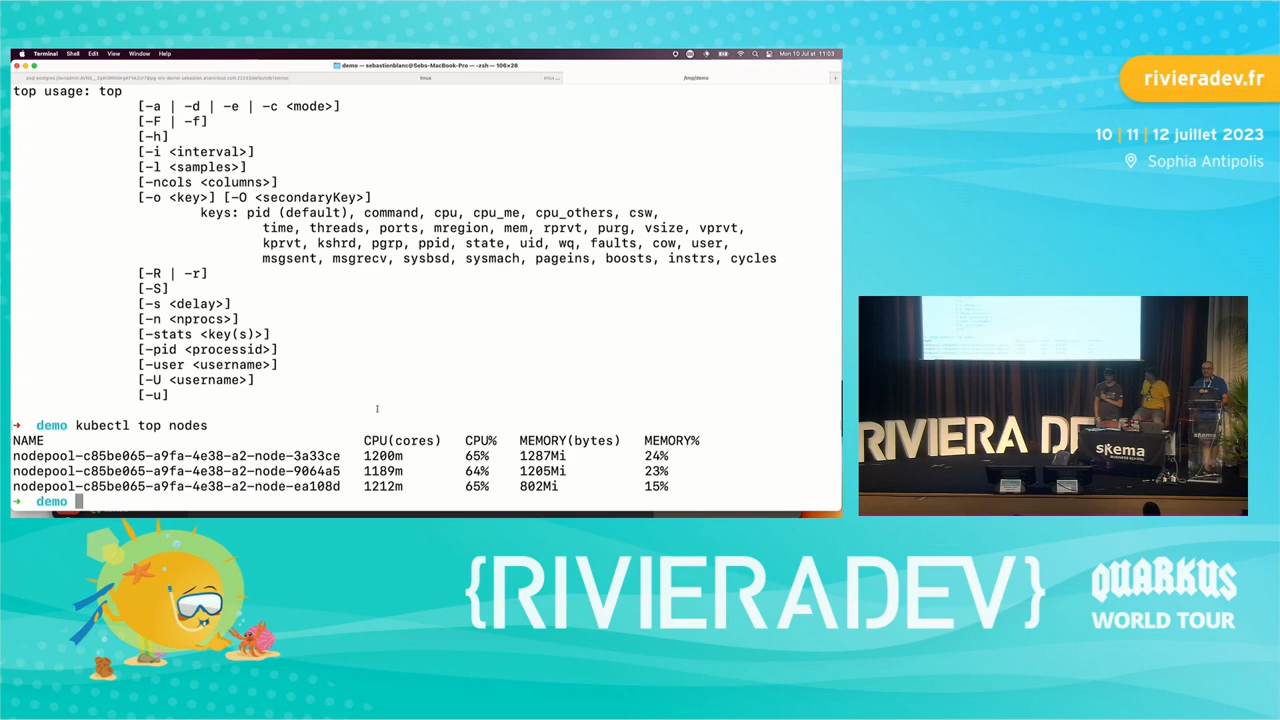 Terminal Shell Edit View Window Help
Mon 10 Jul at 11:03
demo — sebastienblanc@Sebs-MacBook-Pro — -zsh — 106×28
tmux
tmux
/tmp/demo
top usage: top
[-a | -d | -e | -c <mode>]
[-F | -f]
[-h]
[-i <interval>]
[-l <samples>]
[-ncols <columns>]
[-o <key>] [-O <secondaryKey>]
keys: pid (default), command, cpu, cpu_me, cpu_others, csw,
time, threads, ports, mregion, mem, rprvt, purg, vsize, vprvt,
kprvt, kshrd, pgrp, ppid, state, uid, wq, faults, cow, user,
msgsent, msgrecv, sysbsd, sysmach, pageins, boosts, instrs, cycles
[-R | -r]
[-S]
[-s <delay>]
[-n <nprocs>]
[-stats <key(s)>]
[-pid <processid>]
[-user <username>]
[-U <username>]
[-u]
→ demo kubectl top nodes
NAME CPU(cores) CPU% MEMORY(bytes) MEMORY%
nodepool-c85be065-a9fa-4e38-a2-node-3a33ce 1200m 65% 1287Mi 24%
nodepool-c85be065-a9fa-4e38-a2-node-9064a5 1189m 64% 1205Mi 23%
nodepool-c85be065-a9fa-4e38-a2-node-ea108d 1212m 65% 802Mi 15%
→ demo
rivieradev.fr
10 | 11 | 12 juillet 2023
Sophia Antipolis
RIVIERA DE
skema
BUSINESS SCHOOL
skema
{RIVIERADEV}
QUARKUS
WORLD TOUR